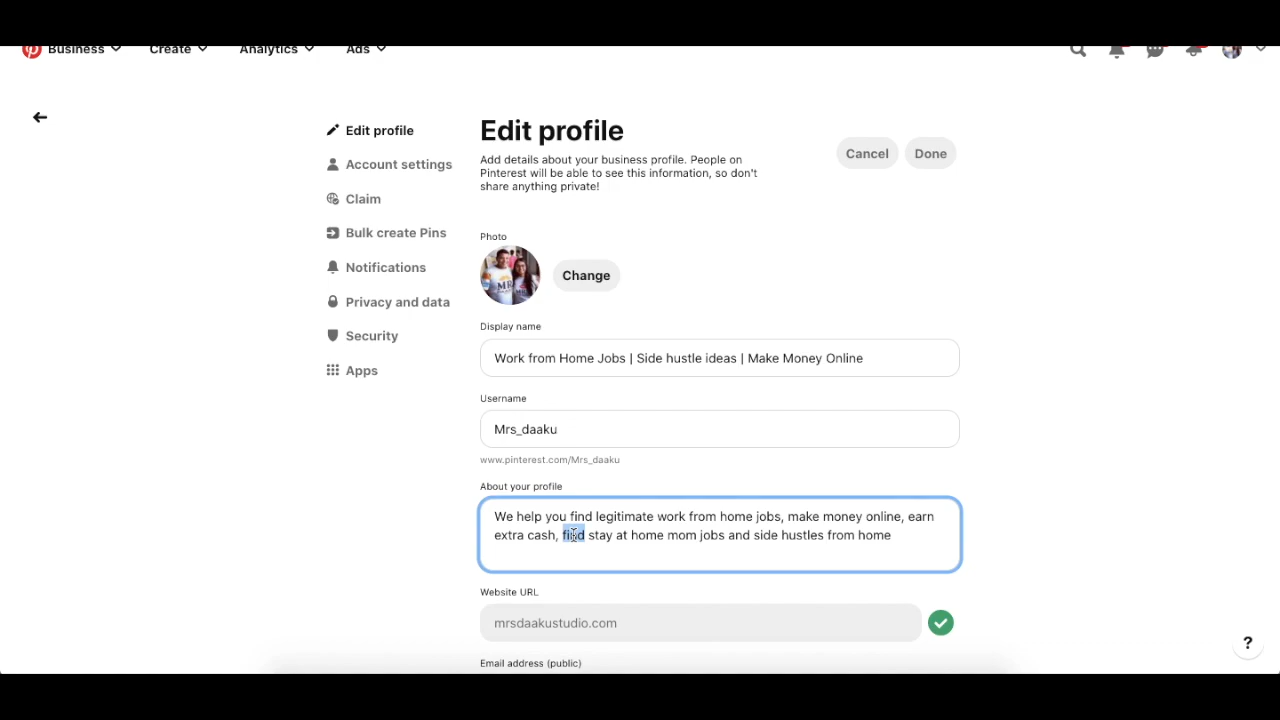 Business Create Analytics Ads
Edit profile
Account settings
Claim
Bulk create Pins
Notifications
Privacy and data
Security
Apps
Edit profile
Add details about your business profile. People on
Pinterest will be able to see this information, so don't
share anything private!
Cancel Done
Photo
Change
Display name
Work from Home Jobs | Side hustle ideas | Make Money Online
Username
Mrs_daaku
www.pinterest.com/Mrs_daaku
About your profile
We help you find legitimate work from home jobs, make money online, earn
extra cash, find stay at home mom jobs and side hustles from home
Website URL
mrsdaakustudio.com
Email address (public)
?